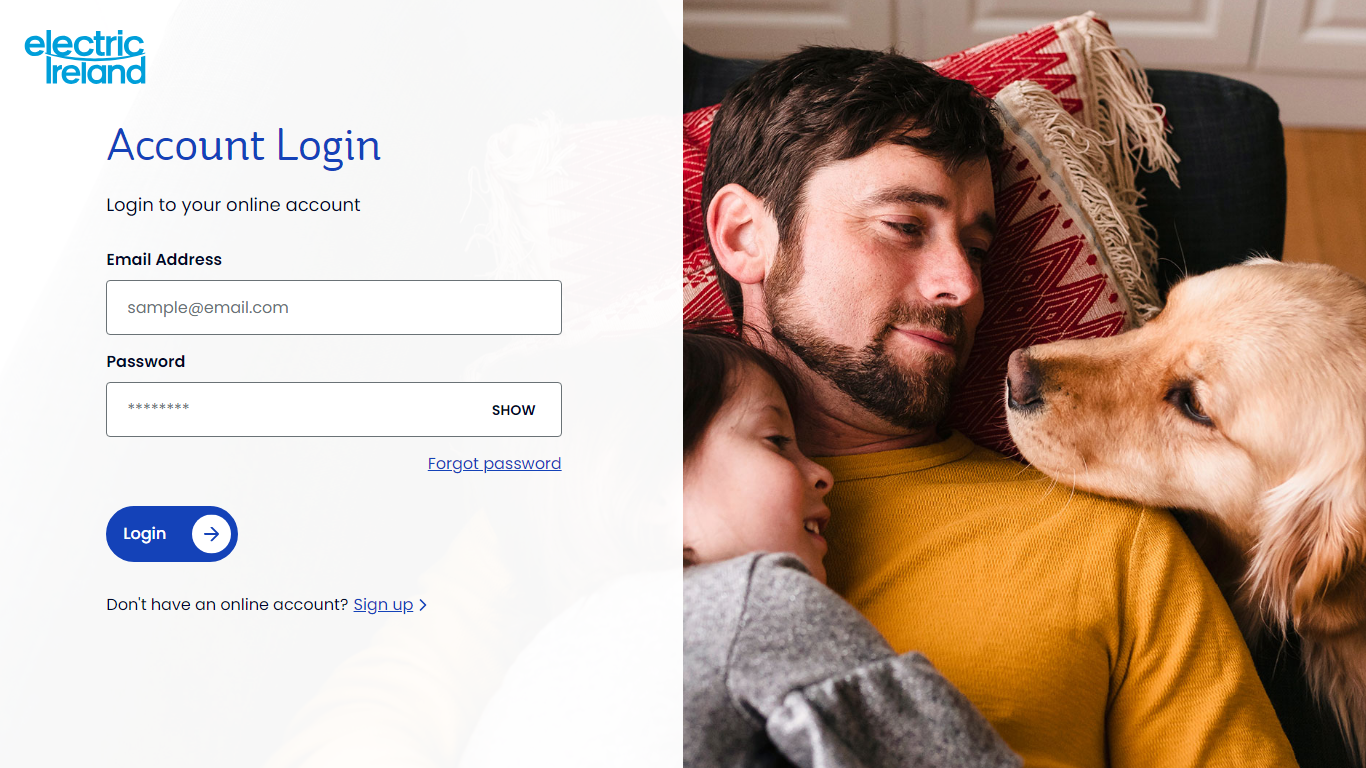 electric
Ireland
Account Login
Login to your online account
Email Address
sample@email.com
Password
******** SHOW
Forgot password
Login
Don't have an online account? Sign up